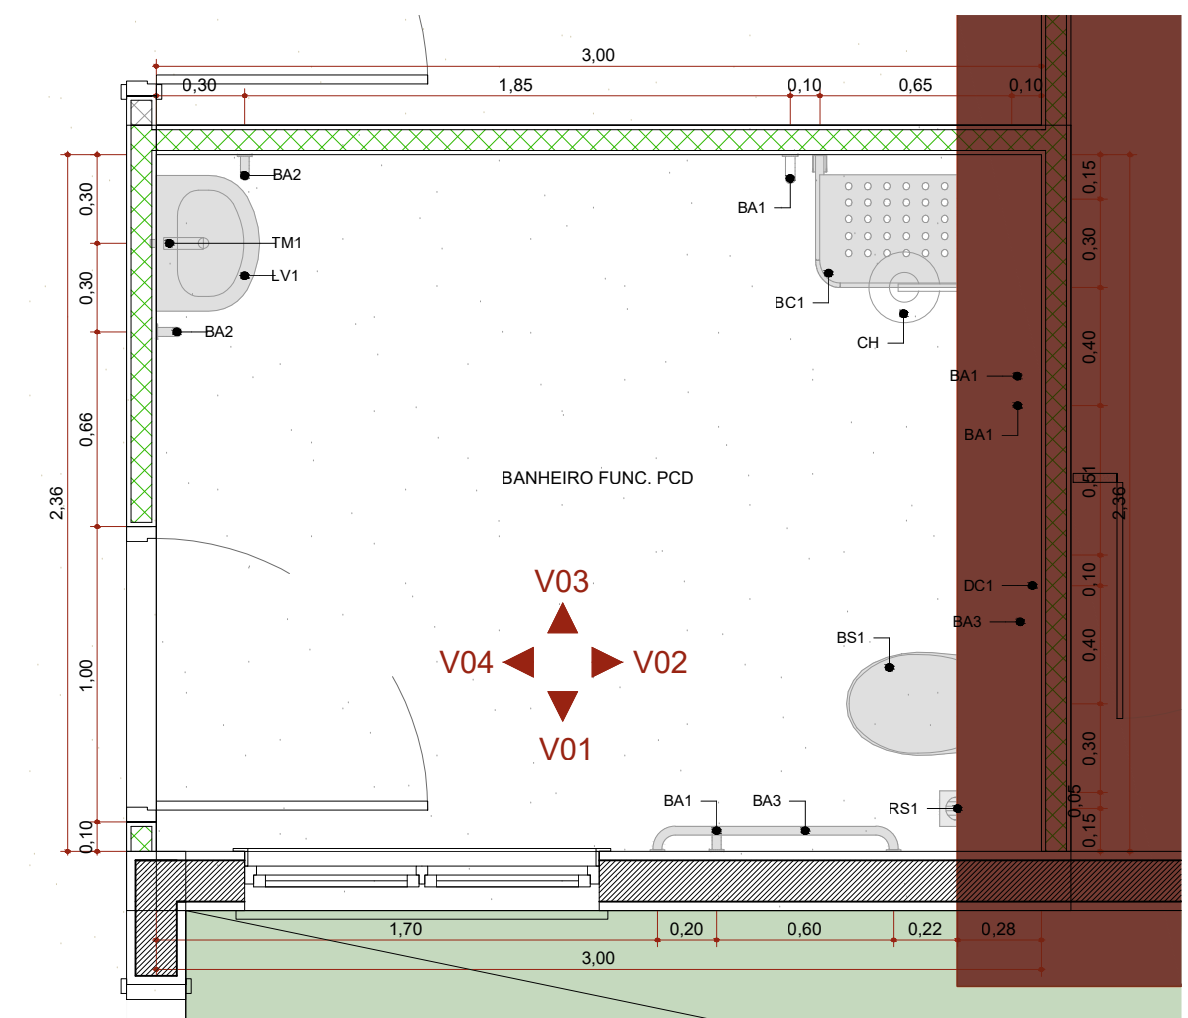 3,00
0,30 1,85 0,10 0,65 0,10
BA2
BA1
TM1
LV1
BA2
BC1
CH
BA1
BA1
0,30
0,30
0,66
2,36
1,00
0,10
0,15
0,30
0,40
0,51
2,36
0,10
0,40
0,30
0,05
0,15
BANHEIRO FUNC. PCD
V03
V04 V02
V01
DC1
BA3
BS1
BA1 BA3 RS1
1,70 0,20 0,60 0,22 0,28
3,00